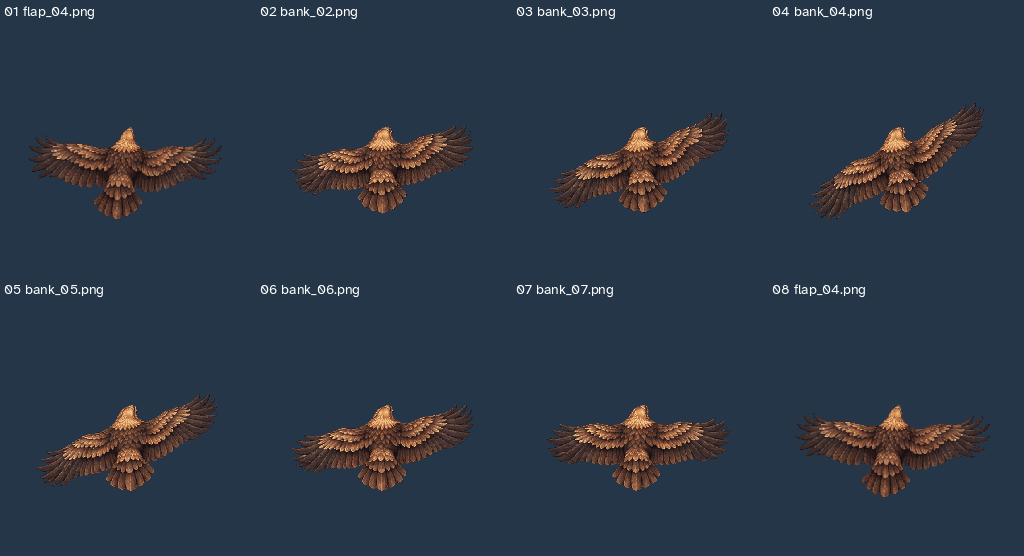 01 flap_04.png
02 bank_02.png
03 bank_03.png
04 bank_04.png
05 bank_05.png
06 bank_06.png
07 bank_07.png
08 flap_04.png